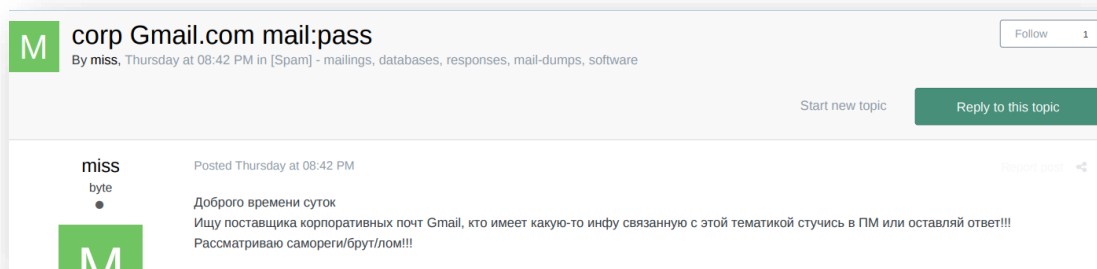 M
corp Gmail.com mail:pass
By miss, Thursday at 08:42 PM in [Spam] - mailings, databases, responses, mail-dumps, software
Follow 1
Start new topic Reply to this topic
miss
byte
Posted Thursday at 08:42 PM
Report post
Доброго времени суток
Ищу поставщика корпоративных почт Gmail, кто имеет какую-то инфу связанную с этой тематикой стучись в ПМ или оставляй ответ!!!
Рассматриваю самореги/брут/лом!!!
M